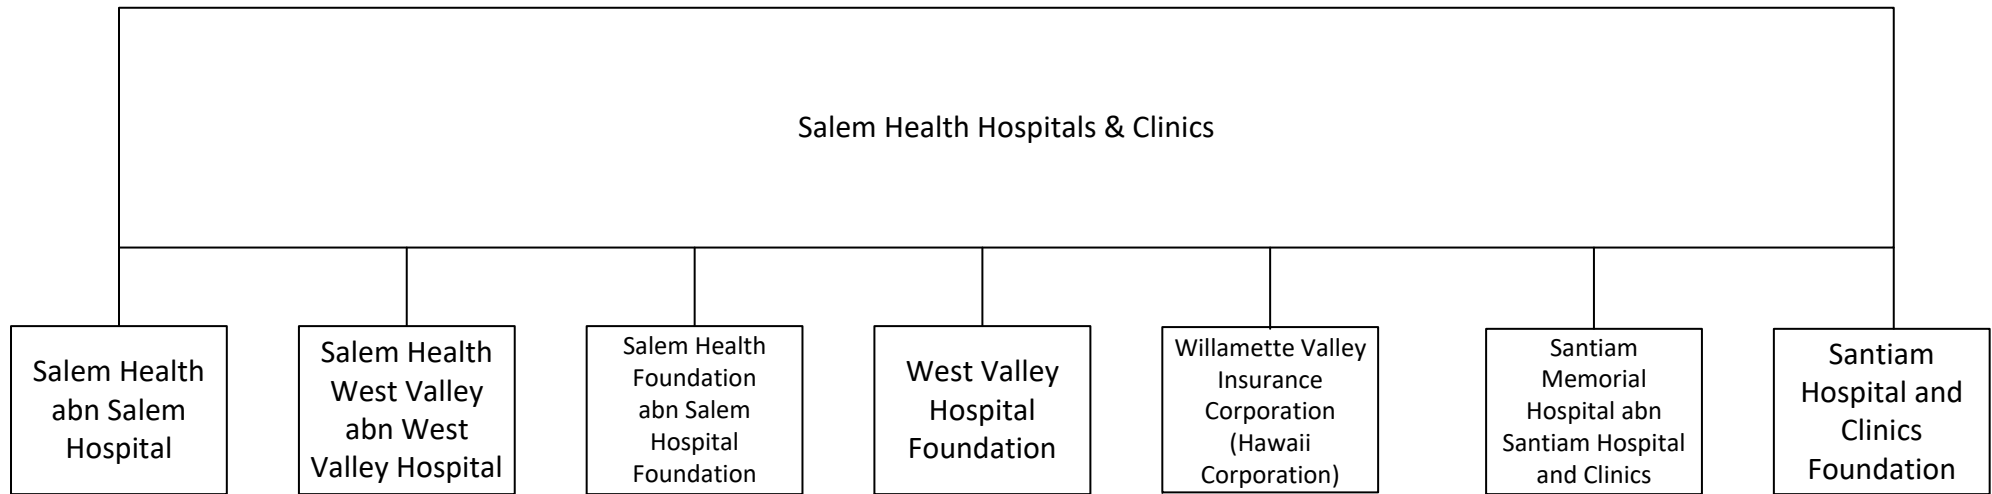 Salem Health Hospitals & Clinics
Salem Health
abn Salem
Hospital
Salem Health
West Valley
abn West
Valley Hospital
Salem Health
Foundation
abn Salem
Hospital
Foundation
West Valley
Hospital
Foundation
Willamette Valley
Insurance
Corporation
(Hawaii
Corporation)
Santiam
Memorial
Hospital abn
Santiam Hospital
and Clinics
Santiam
Hospital and
Clinics
Foundation